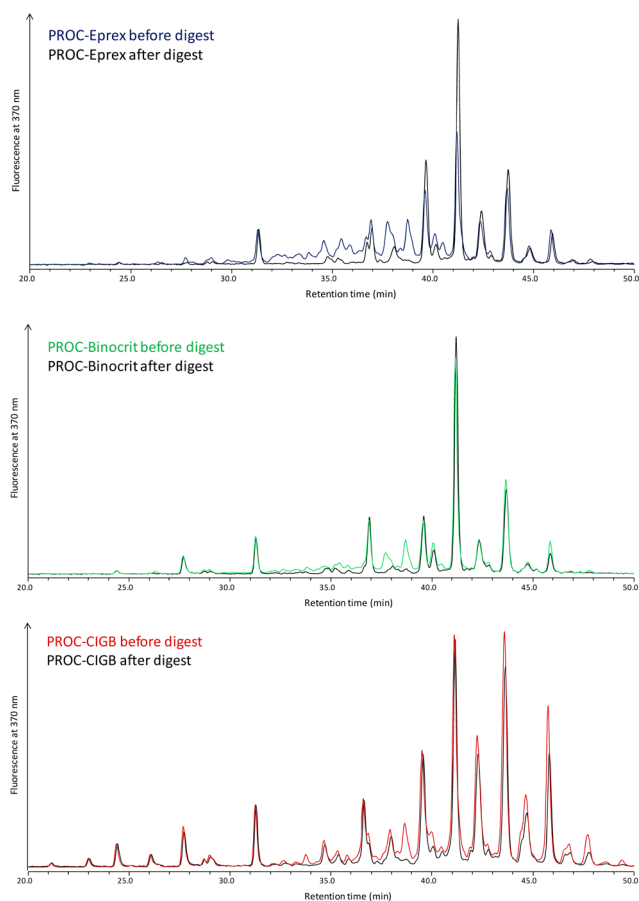 PROC-Eprex before digest
PROC-Eprex after digest
Fluorescence at 370 nm
20.0 25.0 30.0 35.0 40.0 45.0 50.0
Retention time (min)
PROC-Binocrit before digest
PROC-Binocrit after digest
Fluorescence at 370 nm
20.0 25.0 30.0 35.0 40.0 45.0 50.0
Retention time (min)
PROC-CIGB before digest
PROC-CIGB after digest
Fluorescence at 370 nm
20.0 25.0 30.0 35.0 40.0 45.0 50.0
Retention time (min)